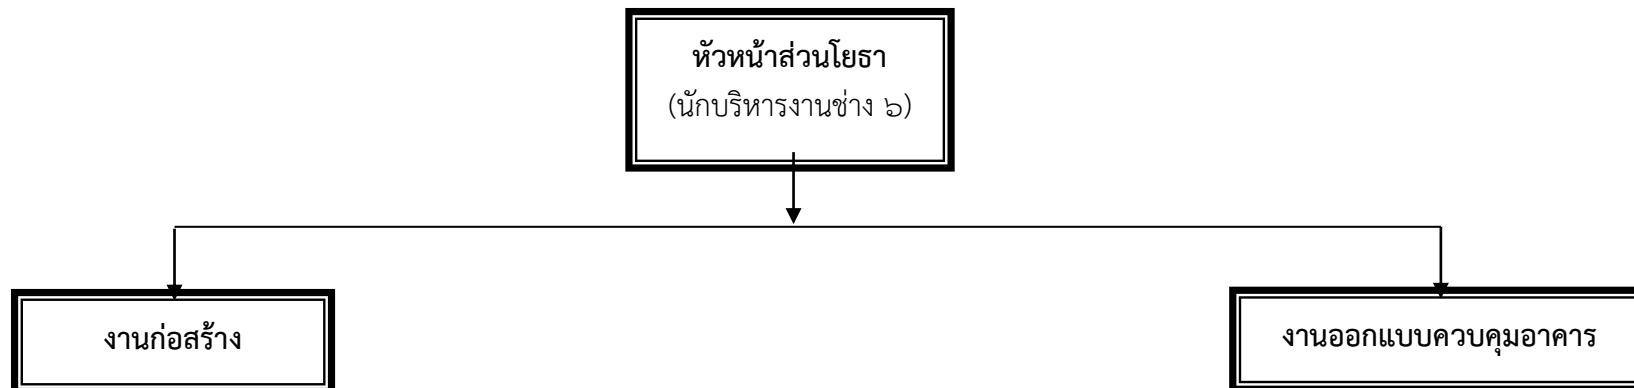 หัวหน้าส่วนโยธา
(นักบริหารงานช่าง ๖)
งานก่อสร้าง
งานออกแบบควบคุมอาคาร